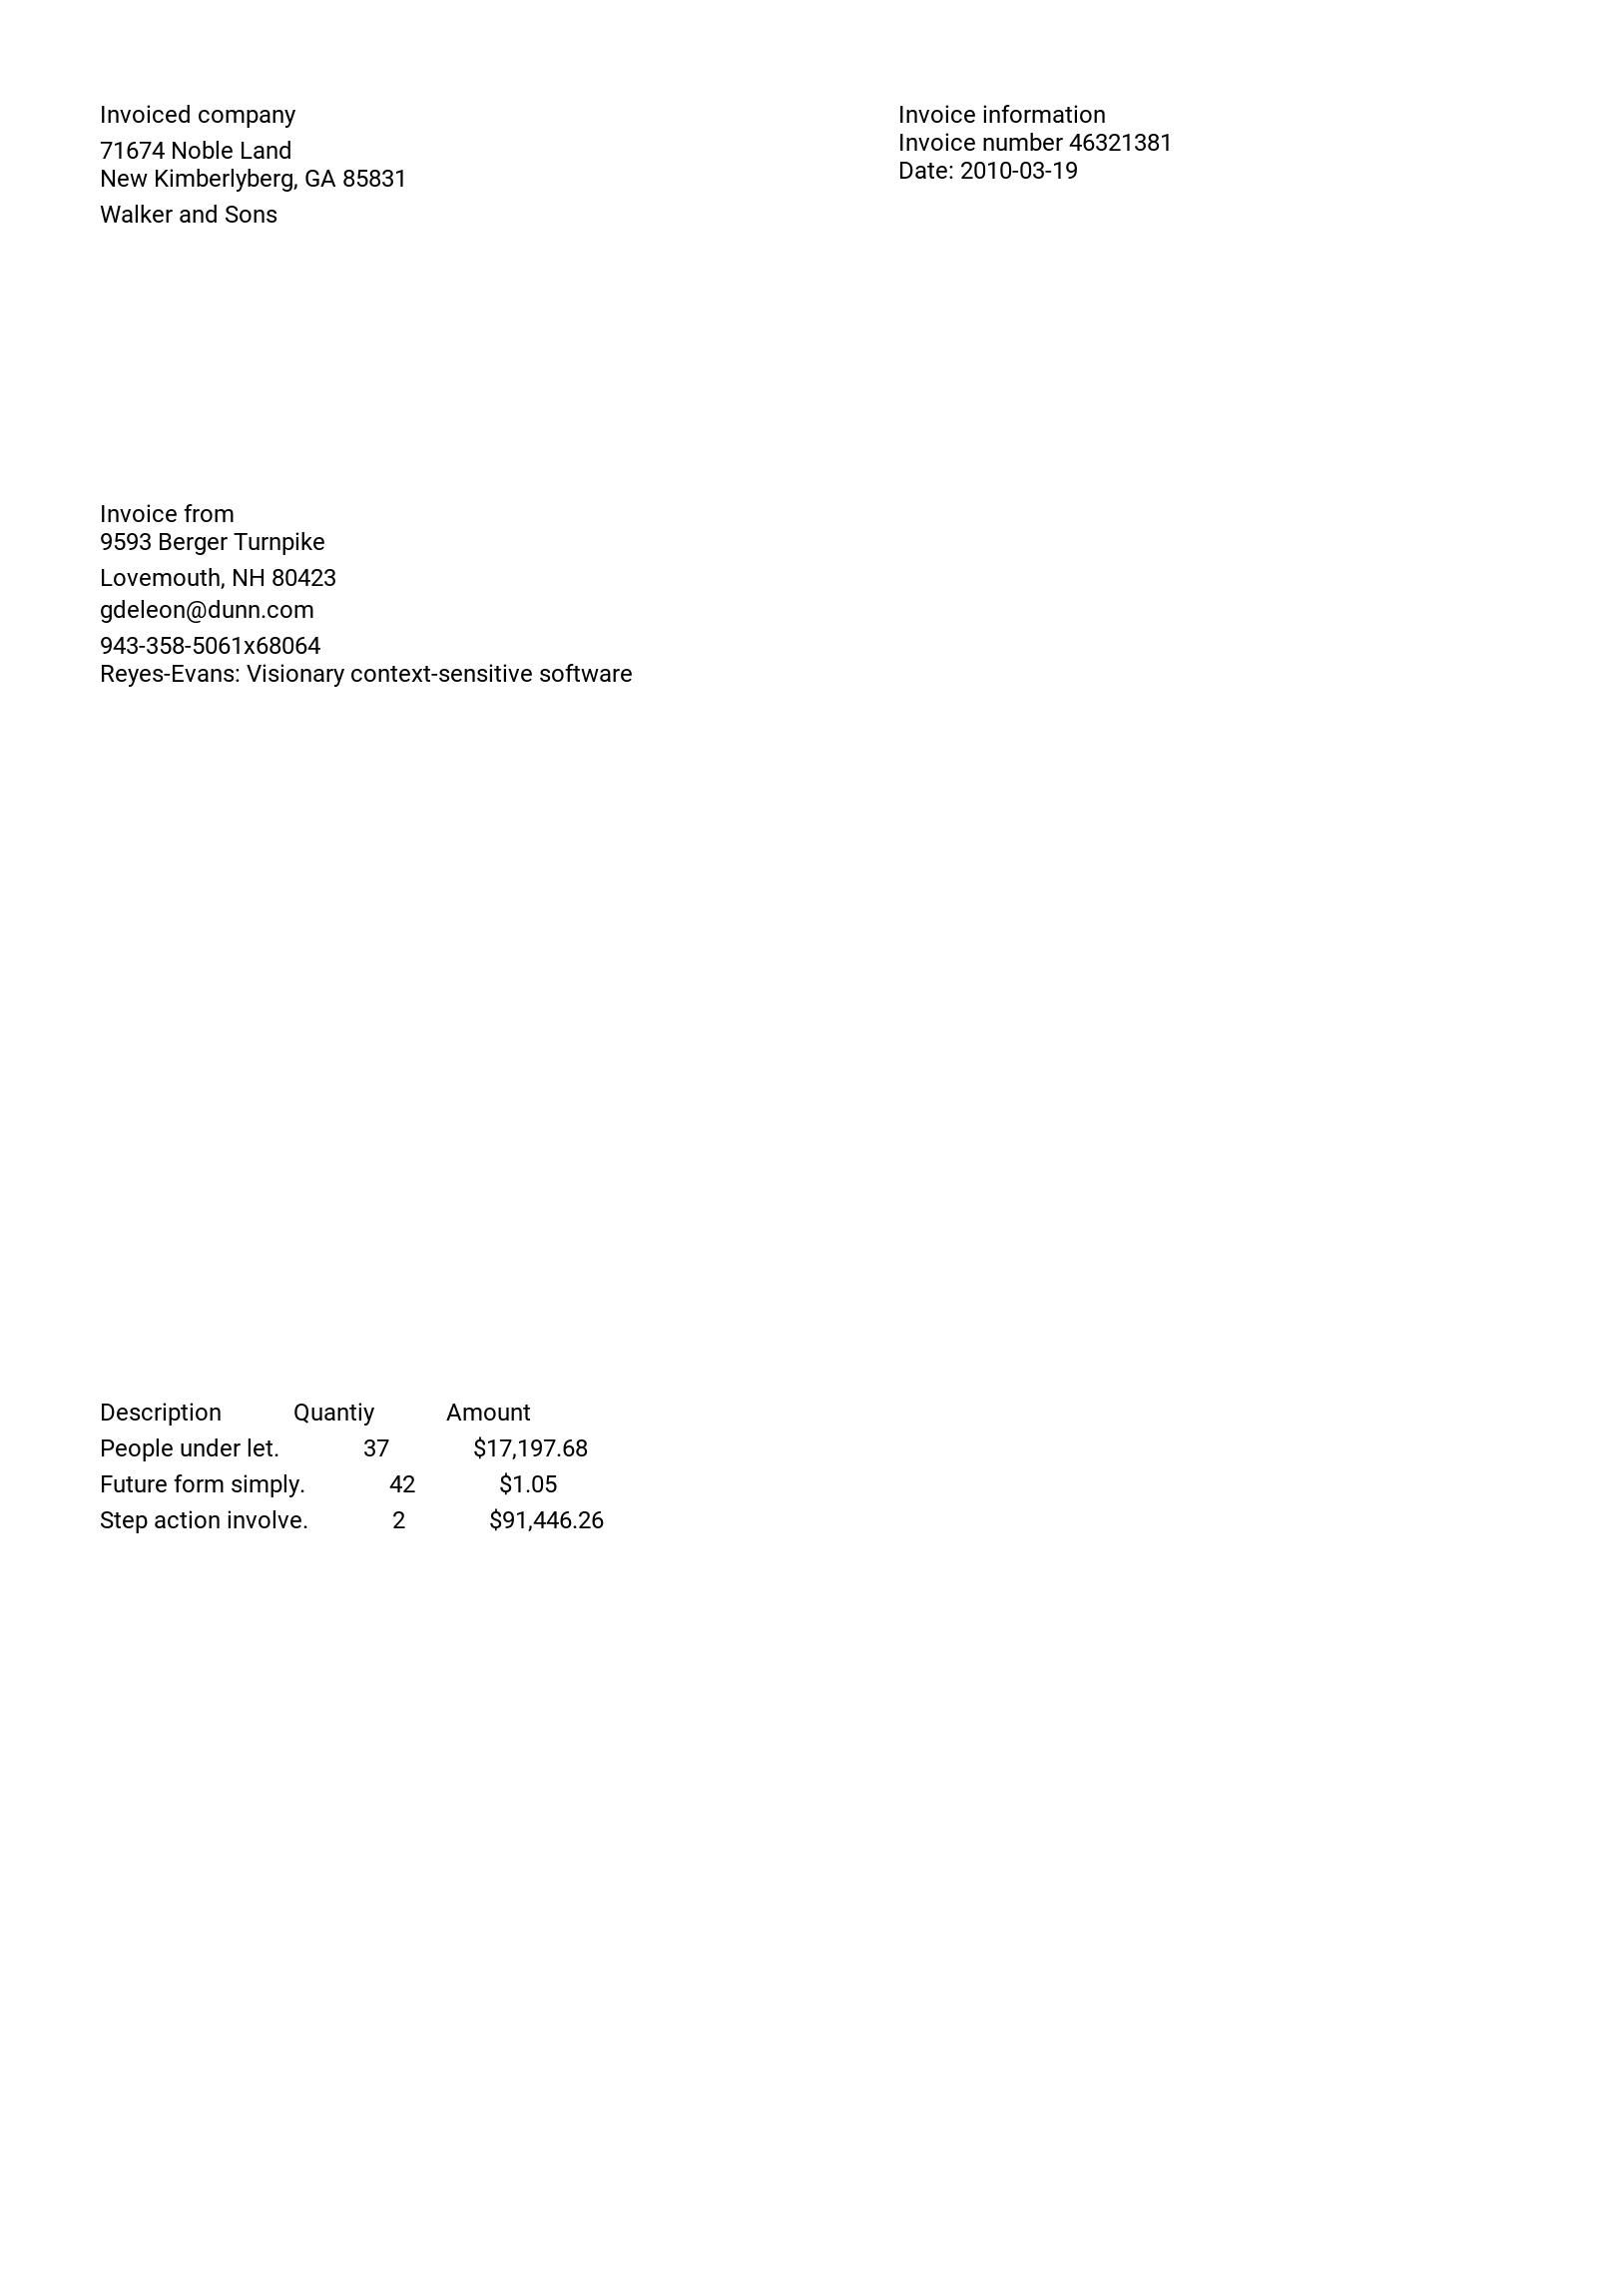 Invoiced company
71674 Noble Land
New Kimberlyberg, GA 85831
Walker and Sons
Invoice information
Invoice number 46321381
Date: 2010-03-19
Invoice from
9593 Berger Turnpike
Lovemouth, NH 80423
gdeleon@dunn.com
943-358-5061x68064
Reyes-Evans: Visionary context-sensitive software
Description Quantiy Amount
People under let. 37 $17,197.68
Future form simply. 42 $1.05
Step action involve. 2 $91,446.26